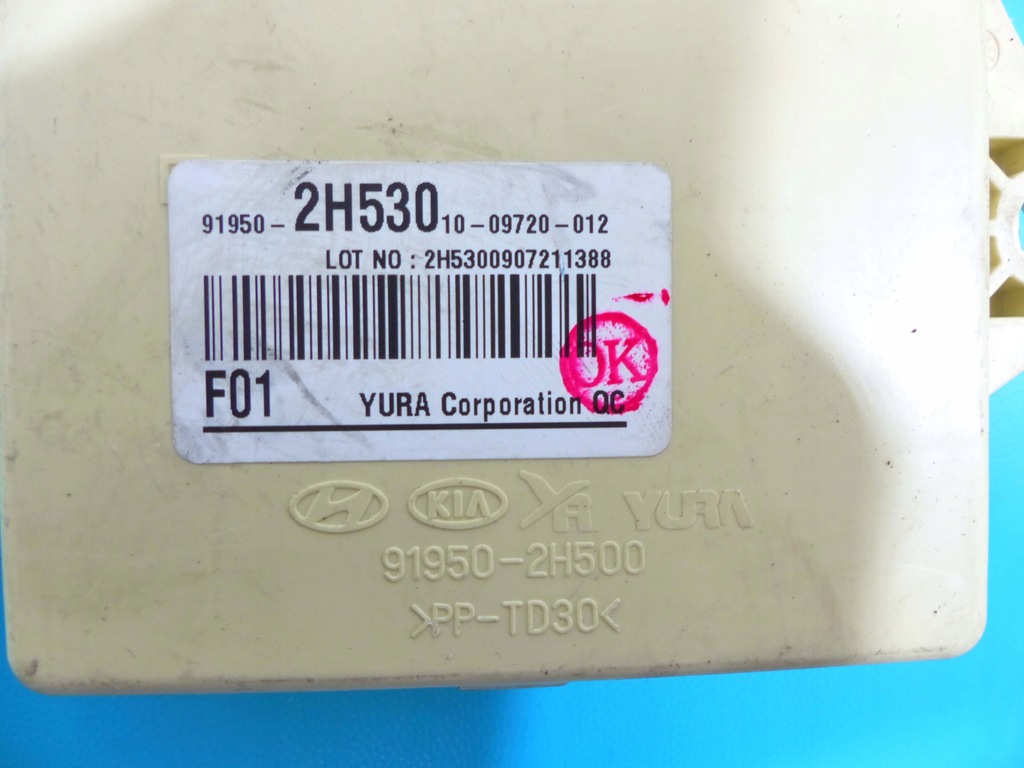 91950-2H530 10-09720-012
LOT NO : 2H5300907211388
F01 YURA Corporation QC
OK
KIA YR YURA
91950-2H500
>PP-TD30<